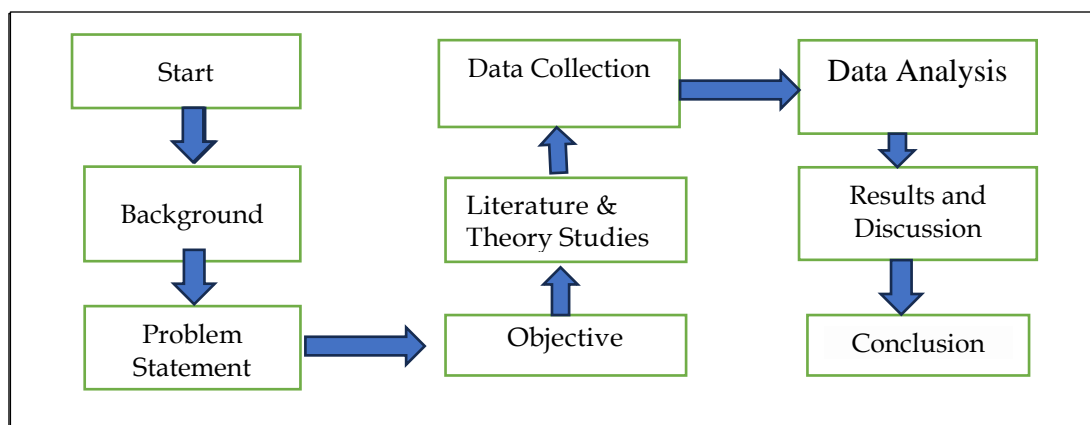 Start
Background
Problem
Statement
Objective
Literature &
Theory Studies
Data Collection
Data Analysis
Results and
Discussion
Conclusion